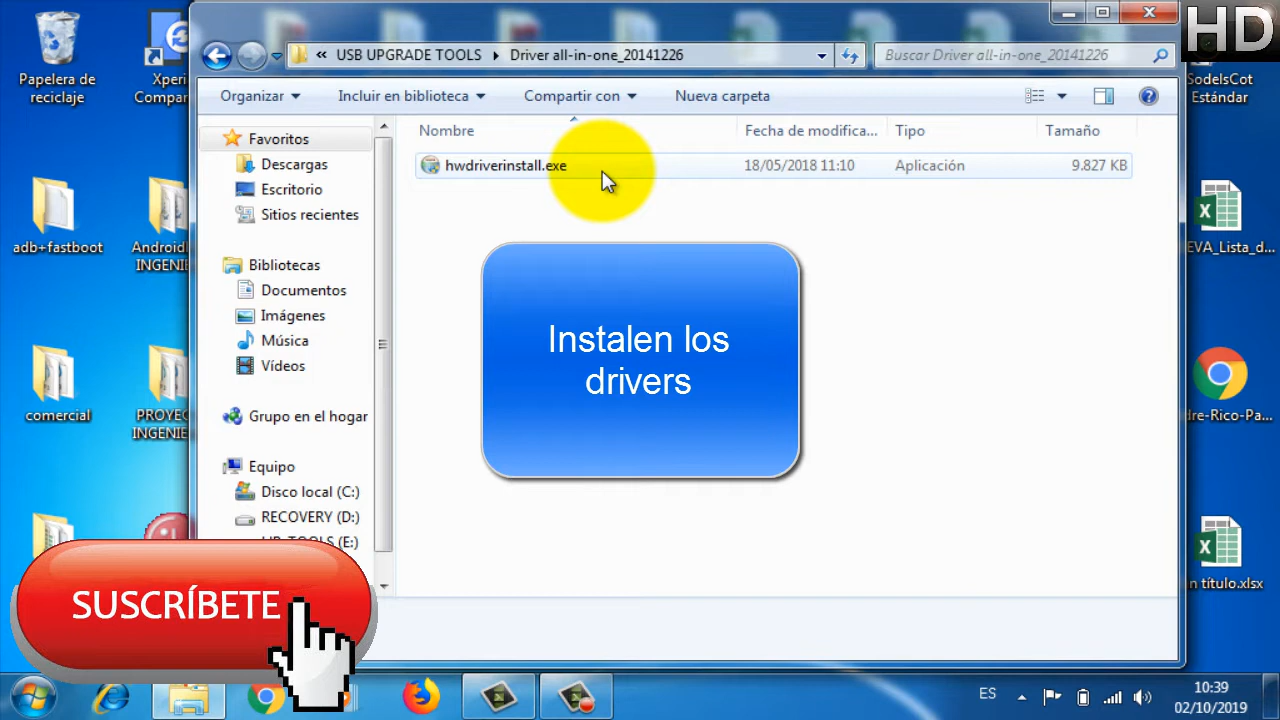 HD
Papelera de
reciclaje
Xperi
Compar
USB UPGRADE TOOLS
Driver all-in-one_20141226
Buscar Driver all-in-one_20141226
SodelsCot
Estándar
Organizar
Incluir en biblioteca
Compartir con
Nueva carpeta
Nombre
Fecha de modifica...
Tipo
Tamaño
hwdriverinstall.exe
18/05/2018 11:10
Aplicación
9.827 KB
Favoritos
Descargas
Escritorio
Sitios recientes
Bibliotecas
Documentos
Imágenes
Música
Vídeos
Grupo en el hogar
Equipo
Disco local (C:)
RECOVERY (D:)
HP_TOOLS (E:)
adb+fastboot
AndroidI
INGENIE
EVA_Lista_d...
Instalen los
drivers
comercial
PROYEC
INGENIE
dre-Rico-Pa...
n título.xlsx
SUSCRÍBETE
ES
10:39
02/10/2019